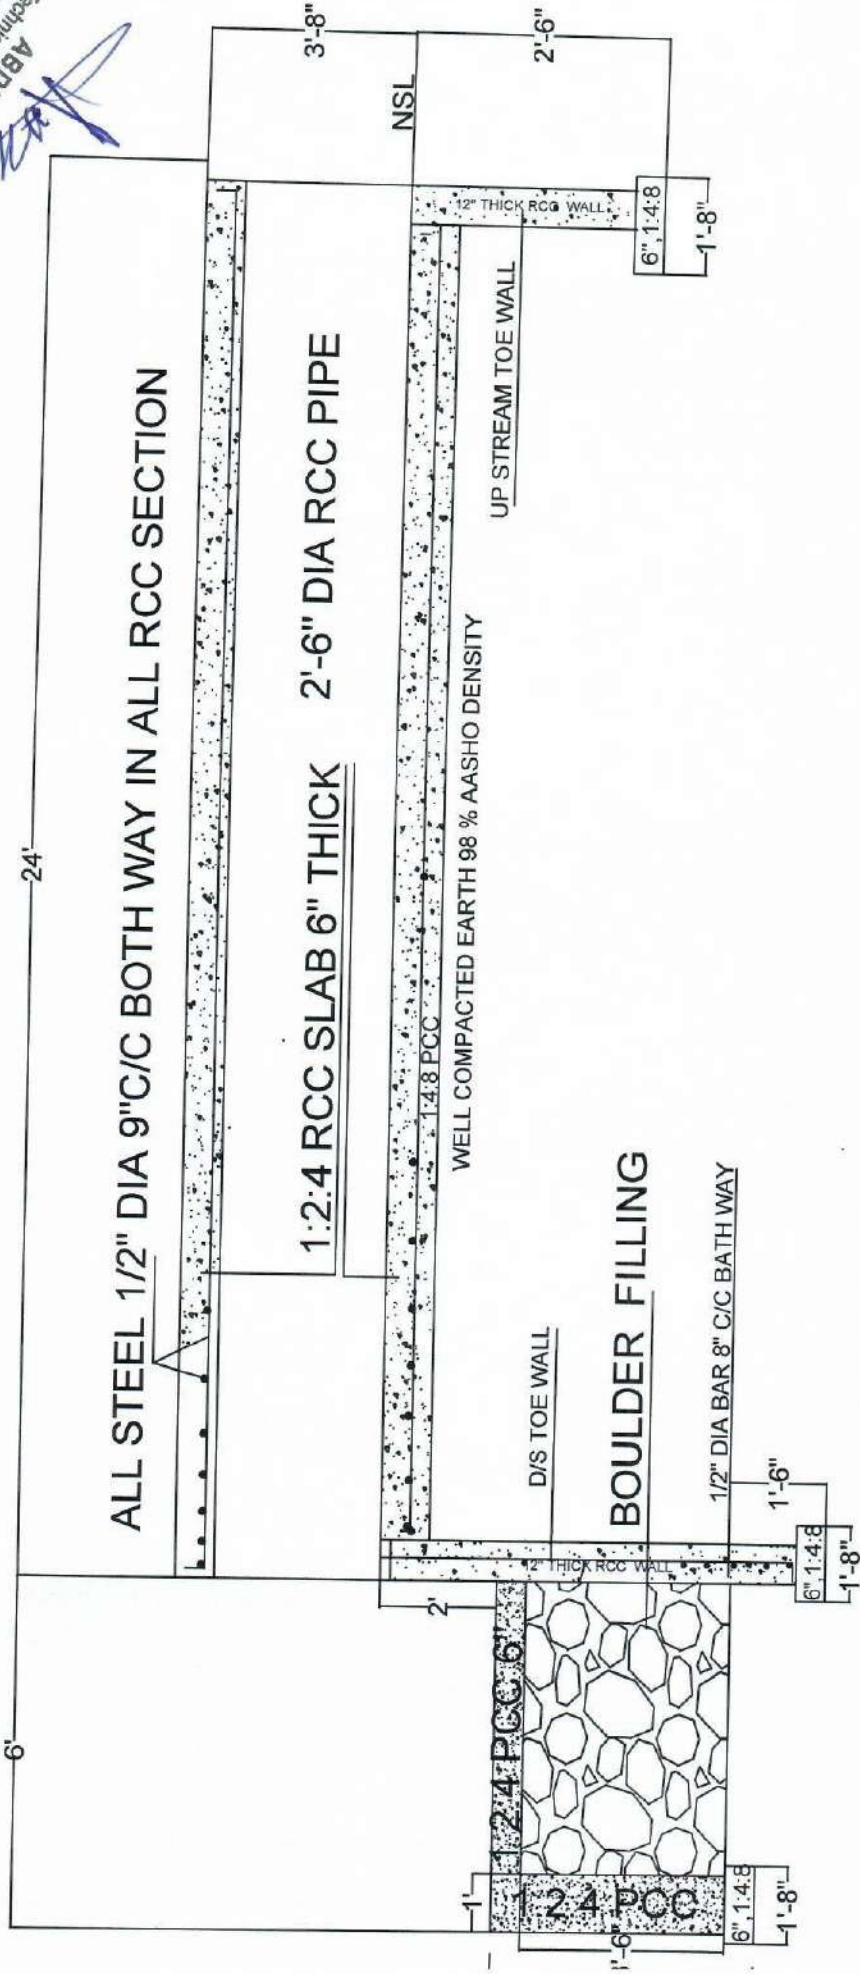 6'
24'
ALL STEEL 1/2" DIA 9"C/C BOTH WAY IN ALL RCC SECTION
3'-8"
1:2:4 RCC SLAB 6" THICK
2'-6" DIA RCC PIPE
NSL
2'-6"
1:4:8 PCC
WELL COMPACTED EARTH 98 % AASHO DENSITY
12" THICK RCC WALL
UP STREAM TOE WALL
6",1:4:8
1'-8"
2'
1 2 4 PCC 6"
D/S TOE WALL
2" THICK RCC WALL
BOULDER FILLING
1'
1 2 4 PCC
1/2" DIA BAR 8" C/C BATH WAY
1'-6"
6",1:4:8
1'-8"
6",1:4:8
1'-8"